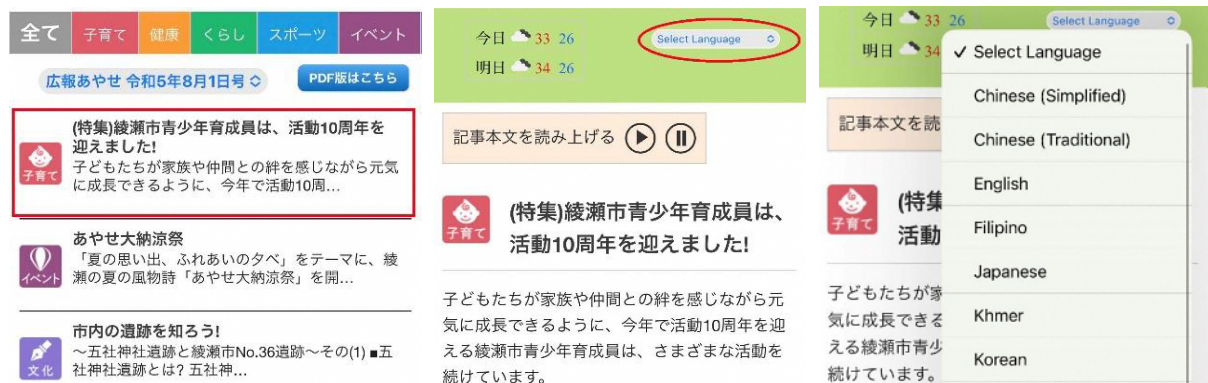 全て 子育て 健康 くらし スポーツ イベント
広報あやせ 令和5年8月1日号
PDF版はこちら
(特集)綾瀬市青少年育成員は、活動10周年を
迎えました!
子育て
子どもたちが家族や仲間との絆を感じながら元気
に成長できるように、今年で活動10周...
あやせ大納涼祭
イベント
「夏の思い出、ふれあいの夕べ」をテーマに、綾
瀬の夏の風物詩「あやせ大納涼祭」を開...
市内の遺跡を知ろう!
文化
～五社神社遺跡と綾瀬市No.36遺跡～その(1) ■五
社神社遺跡とは? 五社神...
今日 33 26
Select Language
明日 34 26
記事本文を読み上げる
子育て
(特集)綾瀬市青少年育成員は、
活動10周年を迎えました!
子どもたちが家族や仲間との絆を感じながら元
気に成長できるように、今年で活動10周年を迎
える綾瀬市青少年育成員は、さまざまな活動を
続けています。
今日 33 26
Select Language
明日 34
✓ Select Language
Chinese (Simplified)
Chinese (Traditional)
English
Filipino
Japanese
Khmer
Korean
記事本文を読
子育て
(特集
活動
子どもたちが家
気に成長できる
える綾瀬市青少
続けています。